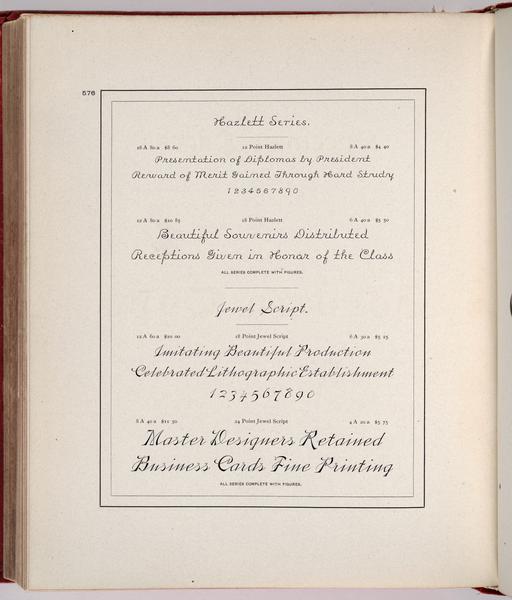 576
Hazlett Series.
16 A 80 a $8 60 12 Point Hazlett 8 A 40 a $4 40
Presentation of Diplomas by President
Reward of Merit Gained Through Hard Study
1234567890
12 A 80 a $10 85 18 Point Hazlett 6 A 40 a $5 50
Beautiful Souvenirs Distributed
Receptions Given in Honor of the Class
ALL SERIES COMPLETE WITH FIGURES.
Jewel Script.
12 A 60 a $10 00 18 Point Jewel Script 6 A 30 a $5 25
Imitating Beautiful Production
Celebrated Lithographic Establishment
1234567890
8 A 40 a $11 50 24 Point Jewel Script 4 A 20 a $5 75
Master Designers Retained
Business Cards Fine Printing
ALL SERIES COMPLETE WITH FIGURES.